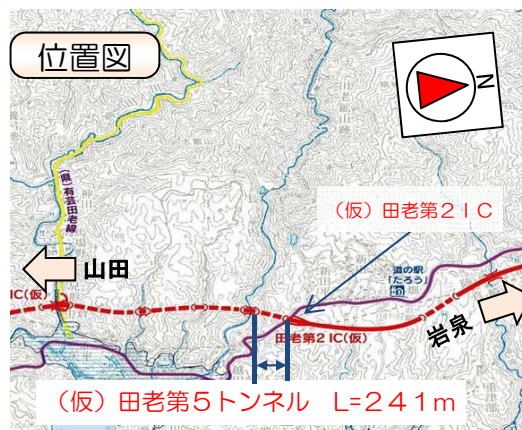 位置図
N
(県)有芸田老線
(仮)田老第2IC
山田
IC(仮)
道の駅
「たろう」
田老第2 IC(仮)
岩泉
(仮)田老第5トンネル L=241m